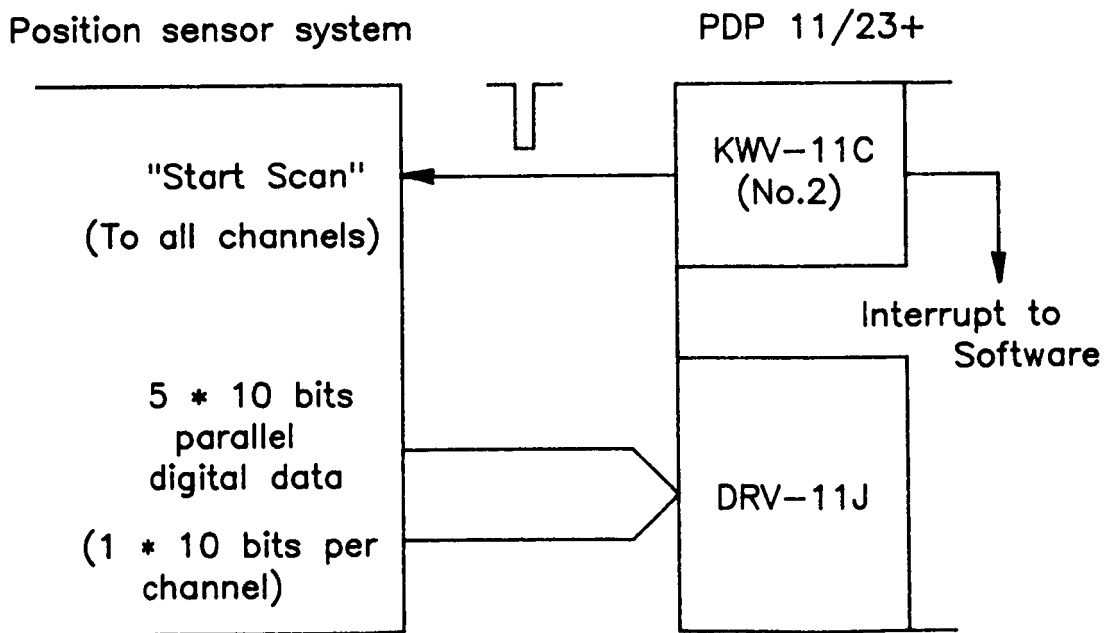 Position sensor system
PDP 11/23+
"Start Scan"
(To all channels)
KWV-11C
(No.2)
Interrupt to
Software
5 * 10 bits
parallel
digital data
(1 * 10 bits per
channel)
DRV-11J